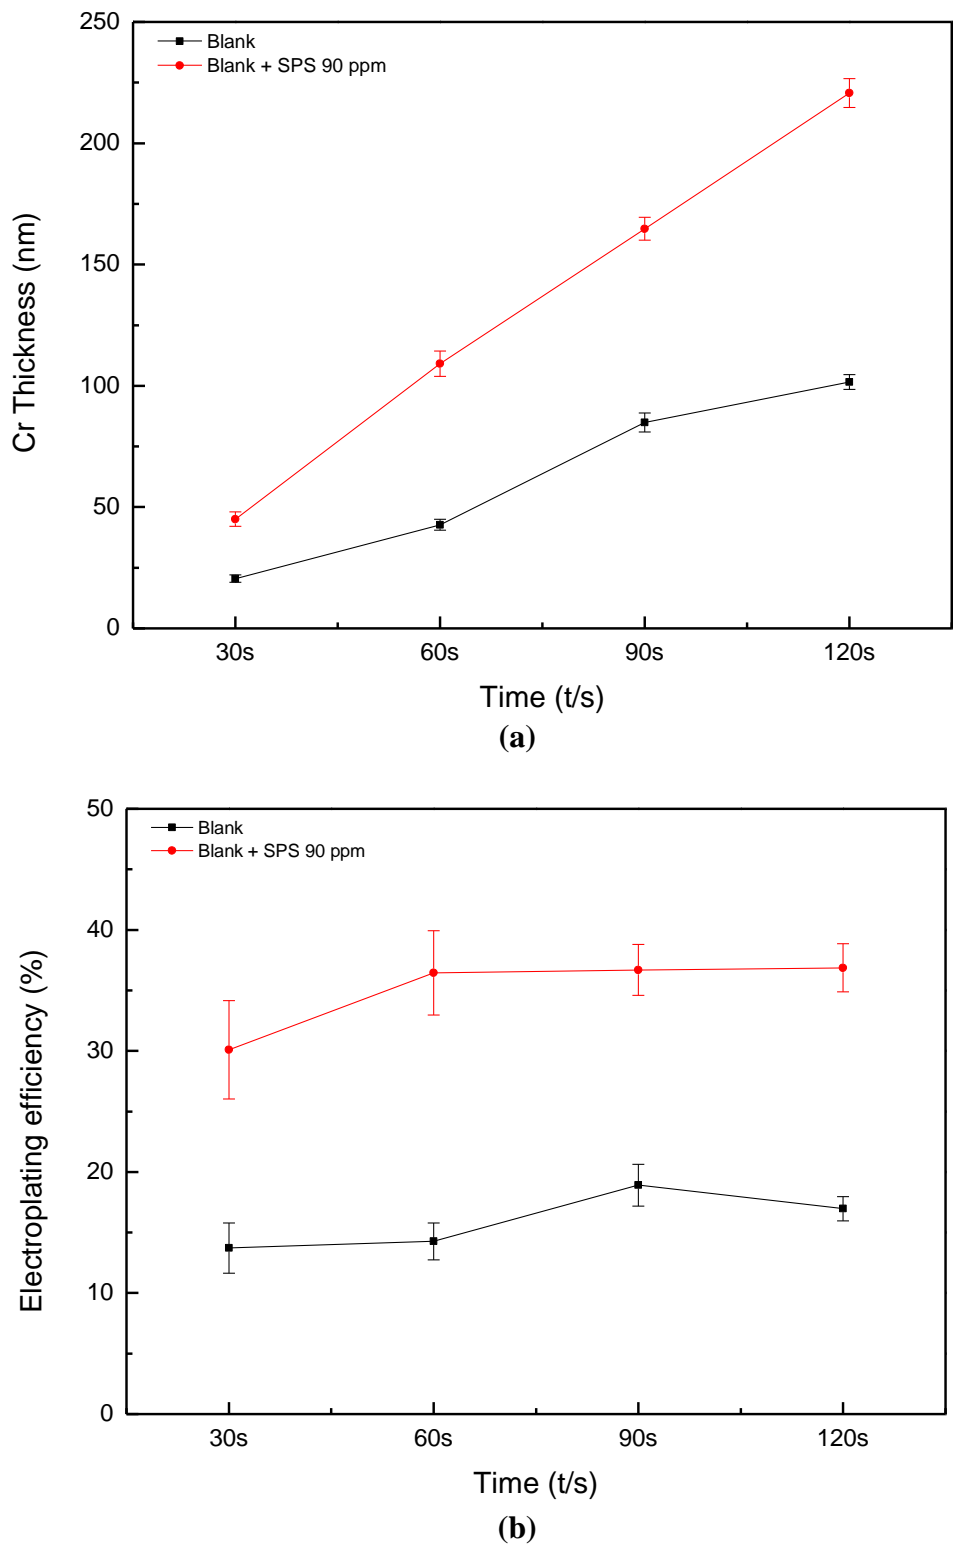 250
200
150
100
50
0
Cr Thickness (nm)
Blank
Blank + SPS 90 ppm
30s 60s 90s 120s
Time (t/s)
(a)
50
40
30
20
10
0
Electroplating efficiency (%)
Blank
Blank + SPS 90 ppm
30s 60s 90s 120s
Time (t/s)
(b)